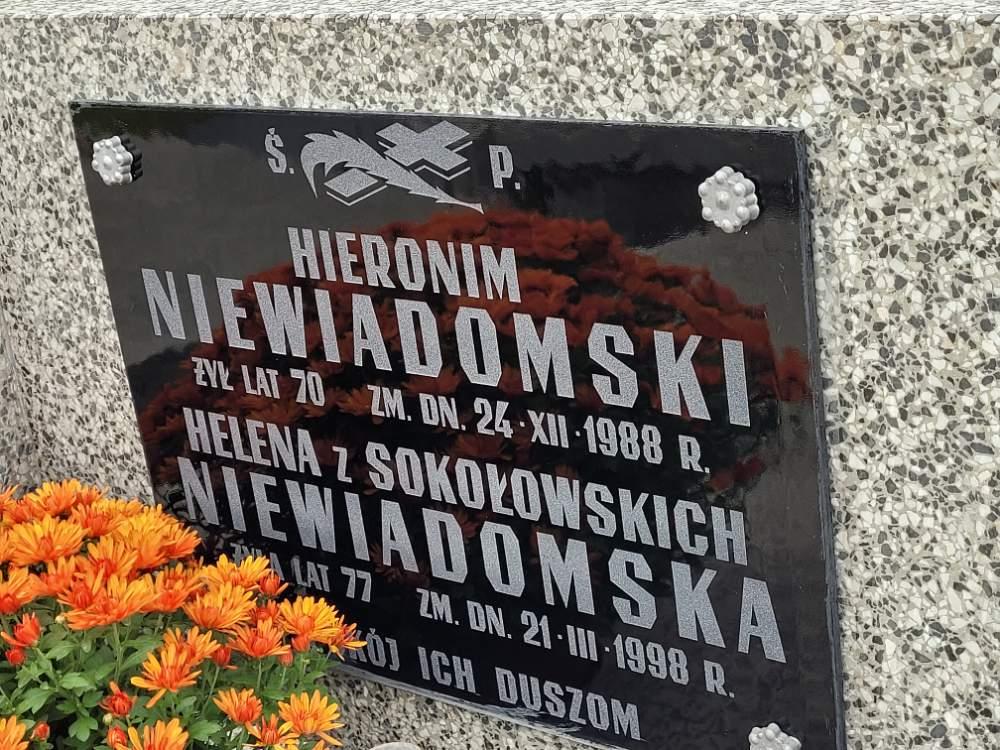 Ś. P.
HIERONIM
NIEWIADOMSKI
ŻYŁ LAT 70 ZM. DN. 24·XII·1988 R.
HELENA Z SOKOŁOWSKICH
NIEWIADOMSKA
ŻYŁA LAT 77 ZM. DN. 21·III·1998 R.
ICH DUSZOM